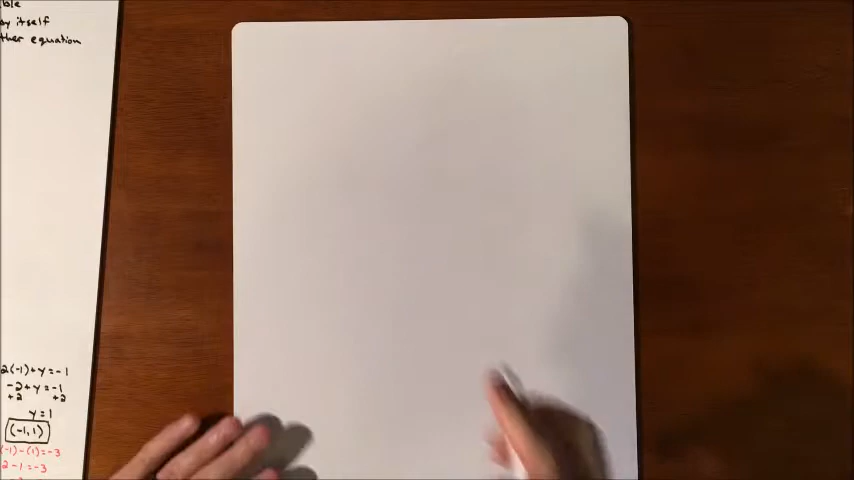 ble
by itself
ther equation
2(-1)+y=-1
-2+y=-1
+2 +2
y=1
(-1,1)
(-1)-(1)=-3
2-1=-3